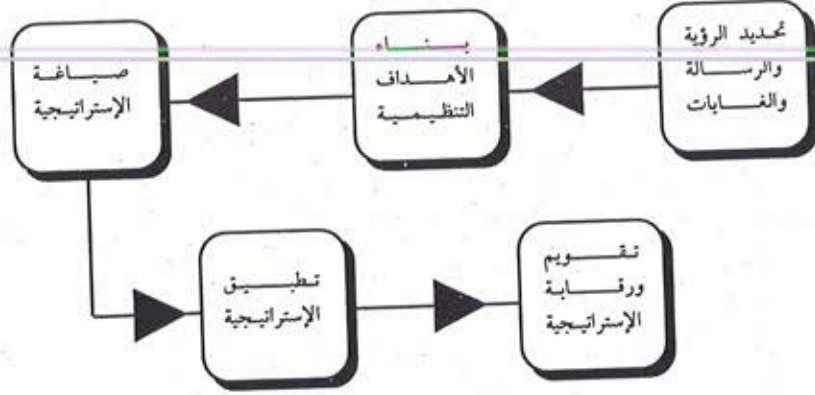 تحديد الرؤية
والرسالة
والغايات
بناء
الأهداف
التنظيمية
صياغة
الإستراتيجية
تطبيق
الإستراتيجية
تقويم
ورقابة
الإستراتيجية